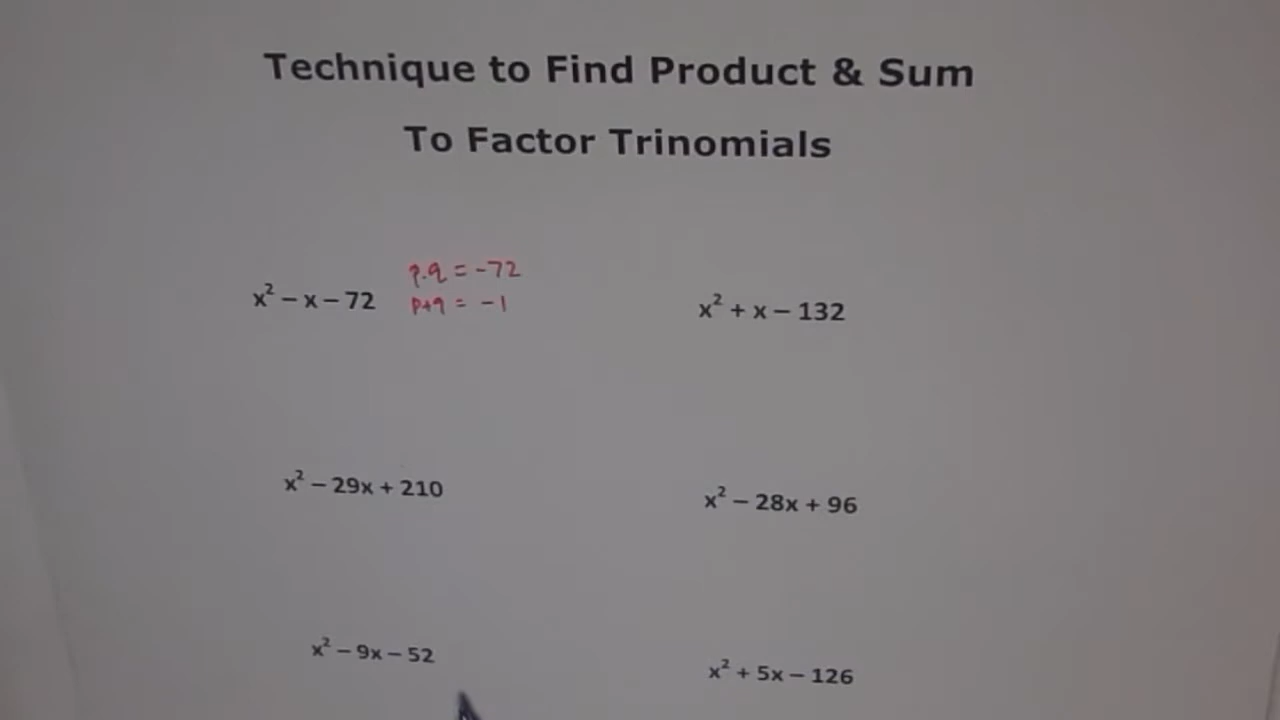 Technique to Find Product & Sum
To Factor Trinomials
x² – x – 72
p.q = -72
p+q = -1
x² + x – 132
x² – 29x + 210
x² – 28x + 96
x² – 9x – 52
x² + 5x – 126